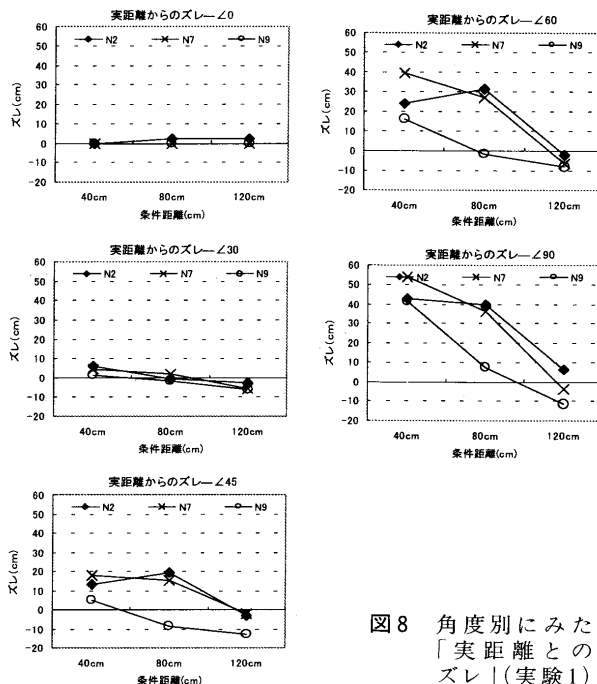 実距離からのズレ―∠0
N2 N7 N9
60
50
40
30
20
10
0
-10
-20
ズレ(cm)
40cm 80cm 120cm
条件距離(cm)
実距離からのズレ―∠30
N2 N7 N9
60
50
40
30
20
10
0
-10
-20
ズレ(cm)
40cm 80cm 120cm
条件距離(cm)
実距離からのズレ―∠45
N2 N7 N9
60
50
40
30
20
10
0
-10
-20
ズレ(cm)
40cm 80cm 120cm
条件距離(cm)
実距離からのズレ―∠60
N2 N7 N9
60
50
40
30
20
10
0
-10
-20
ズレ(cm)
40cm 80cm 120cm
条件距離(cm)
実距離からのズレ―∠90
N2 N7 N9
60
50
40
30
20
10
0
-10
-20
ズレ(cm)
40cm 80cm 120cm
条件距離(cm)
図8 角度別にみた
「実距離との
ズレ」(実験1)